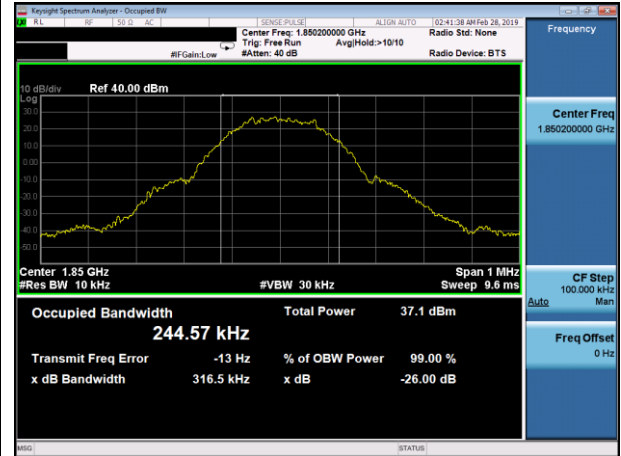 Keysight Spectrum Analyzer - Occupied BW
RL RF 50 Ω AC SENSE:PULSE ALIGN AUTO 02:41:38 AM Feb 28, 2019
Center Freq: 1.850200000 GHz Radio Std: None
Trig: Free Run Avg|Hold:>10/10
#IFGain:Low #Atten: 40 dB Radio Device: BTS
Frequency
10 dB/div Ref 40.00 dBm
Log
30.0
20.0
10.0
0.00
-10.0
-20.0
-30.0
-40.0
-50.0
Center Freq
1.850200000 GHz
Center 1.85 GHz Span 1 MHz
#Res BW 10 kHz #VBW 30 kHz Sweep 9.6 ms
CF Step
100.000 kHz
Auto Man
Occupied Bandwidth Total Power 37.1 dBm
244.57 kHz
Freq Offset
0 Hz
Transmit Freq Error -13 Hz % of OBW Power 99.00 %
x dB Bandwidth 316.5 kHz x dB -26.00 dB
MSG STATUS